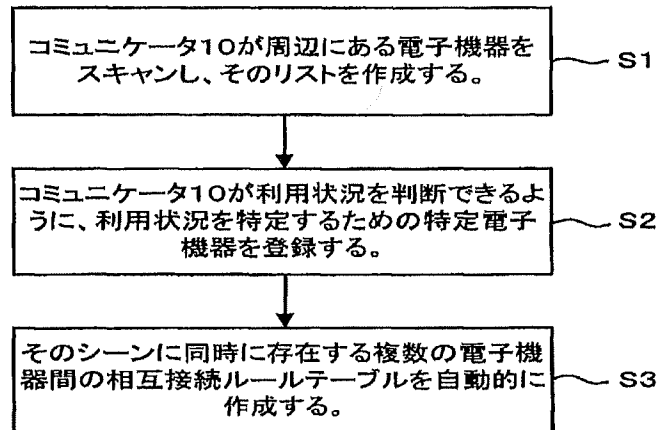 コミュニケータ10が周辺にある電子機器を
スキャンし、そのリストを作成する。
S1
コミュニケータ10が利用状況を判断できるよ
うに、利用状況を特定するための特定電子
機器を登録する。
S2
そのシーンに同時に存在する複数の電子機
器間の相互接続ルールテーブルを自動的に
作成する。
S3